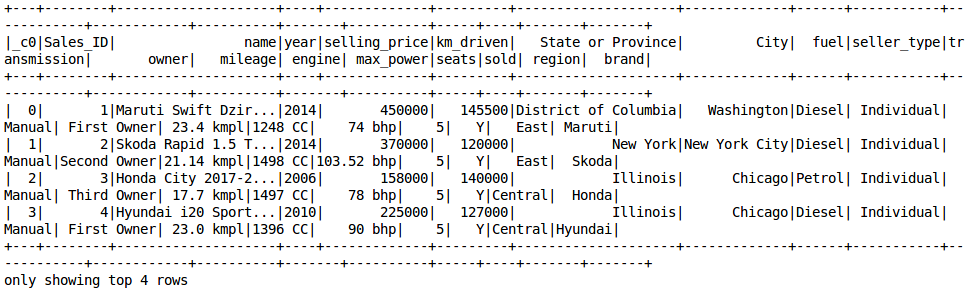 +---+--------+--------------------+----+-------------+---------+--------------------+-------------+------+-----------+--
----------+------------+----------+-------+----------+-----+----+-------+-------+
|_c0|Sales_ID|                name|year|selling_price|km_driven|   State or Province|         City|  fuel|seller_type|tr
ansmission|       owner|   mileage| engine| max_power|seats|sold| region|  brand|
+---+--------+--------------------+----+-------------+---------+--------------------+-------------+------+-----------+--
----------+------------+----------+-------+----------+-----+----+-------+-------+
|  0|       1|Maruti Swift Dzir...|2014|       450000|   145500|District of Columbia|   Washington|Diesel| Individual|
Manual| First Owner| 23.4 kmpl|1248 CC|    74 bhp|    5|   Y|   East| Maruti|
|  1|       2|Skoda Rapid 1.5 T...|2014|       370000|   120000|            New York|New York City|Diesel| Individual|
Manual|Second Owner|21.14 kmpl|1498 CC|103.52 bhp|    5|   Y|   East|  Skoda|
|  2|       3|Honda City 2017-2...|2006|       158000|   140000|            Illinois|      Chicago|Petrol| Individual|
Manual| Third Owner| 17.7 kmpl|1497 CC|    78 bhp|    5|   Y|Central|  Honda|
|  3|       4|Hyundai i20 Sport...|2010|       225000|   127000|            Illinois|      Chicago|Diesel| Individual|
Manual| First Owner| 23.0 kmpl|1396 CC|    90 bhp|    5|   Y|Central|Hyundai|
+---+--------+--------------------+----+-------------+---------+--------------------+-------------+------+-----------+--
----------+------------+----------+-------+----------+-----+----+-------+-------+
only showing top 4 rows